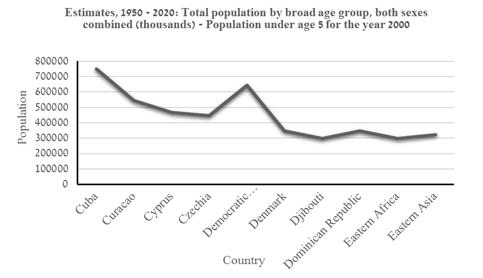 Estimates, 1950 - 2020: Total population by broad age group, both sexes
combined (thousands) - Population under age 5 for the year 2000
800000
700000
600000
500000
400000
300000
200000
100000
0
Population
Cuba
Curacao
Cyprus
Czechia
Democratic...
Denmark
Djibouti
Dominican Republic
Eastern Africa
Eastern Asia
Country